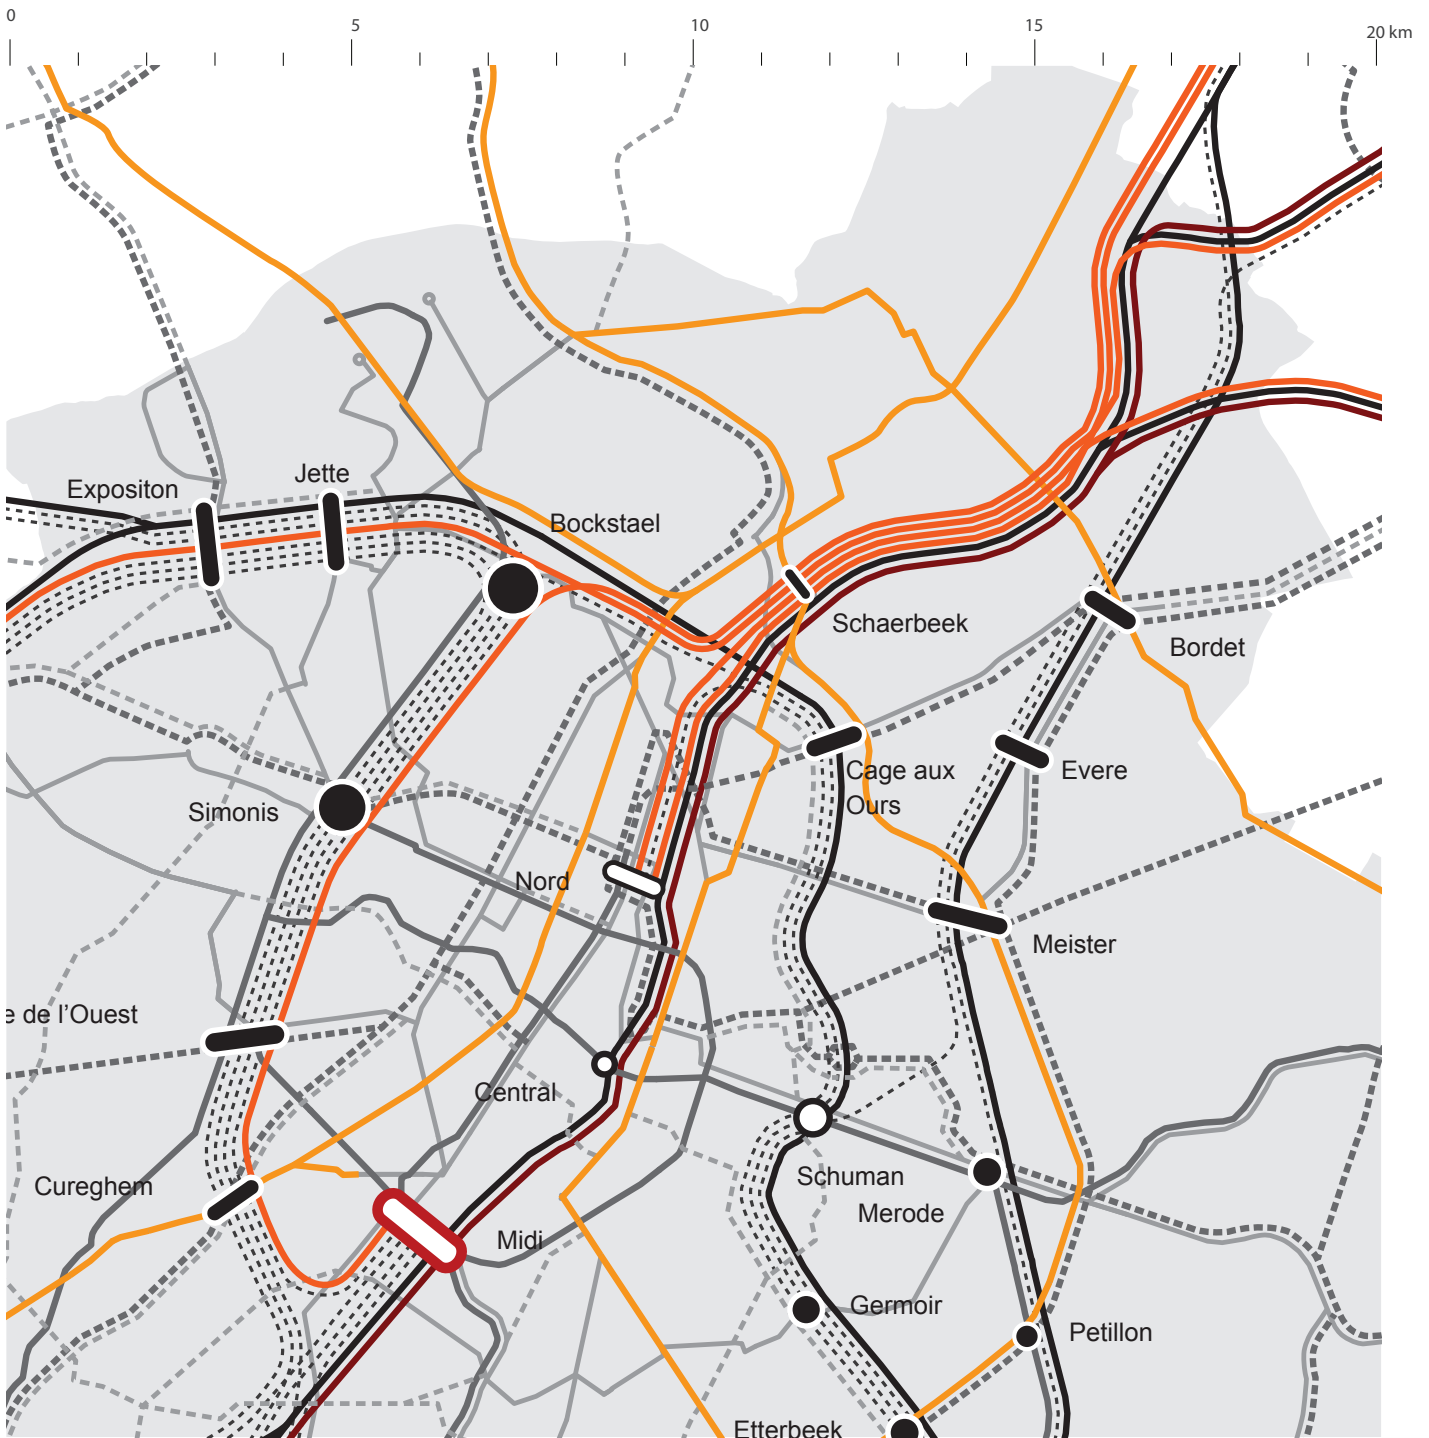 0
5
10
15
20 km
Jette
Expositon
Bockstael
Schaerbeek
Bordet
Cage aux
Ours
Evere
Simonis
Nord
Meister
e de l’Ouest
Central
Schuman
Cureghem
Merode
Midi
Germoir
Petillon
Etterbeek